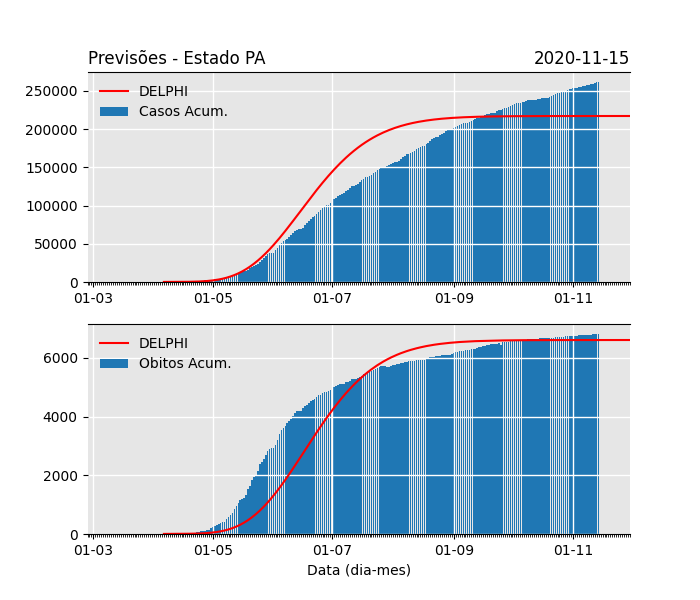 Previsões - Estado PA 2020-11-15
DELPHI
Casos Acum.
250000
200000
150000
100000
50000
0
01-03 01-05 01-07 01-09 01-11
DELPHI
Obitos Acum.
6000
4000
2000
0
01-03 01-05 01-07 01-09 01-11
Data (dia-mes)